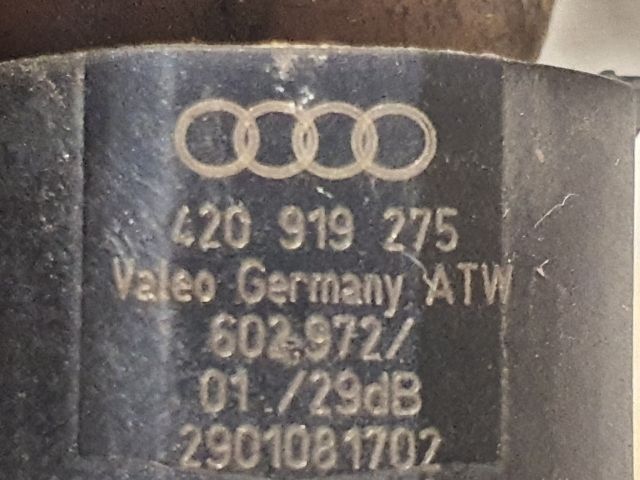 420 919 275
Valeo Germany ATW
602.972/
01 /29dB
2901081702